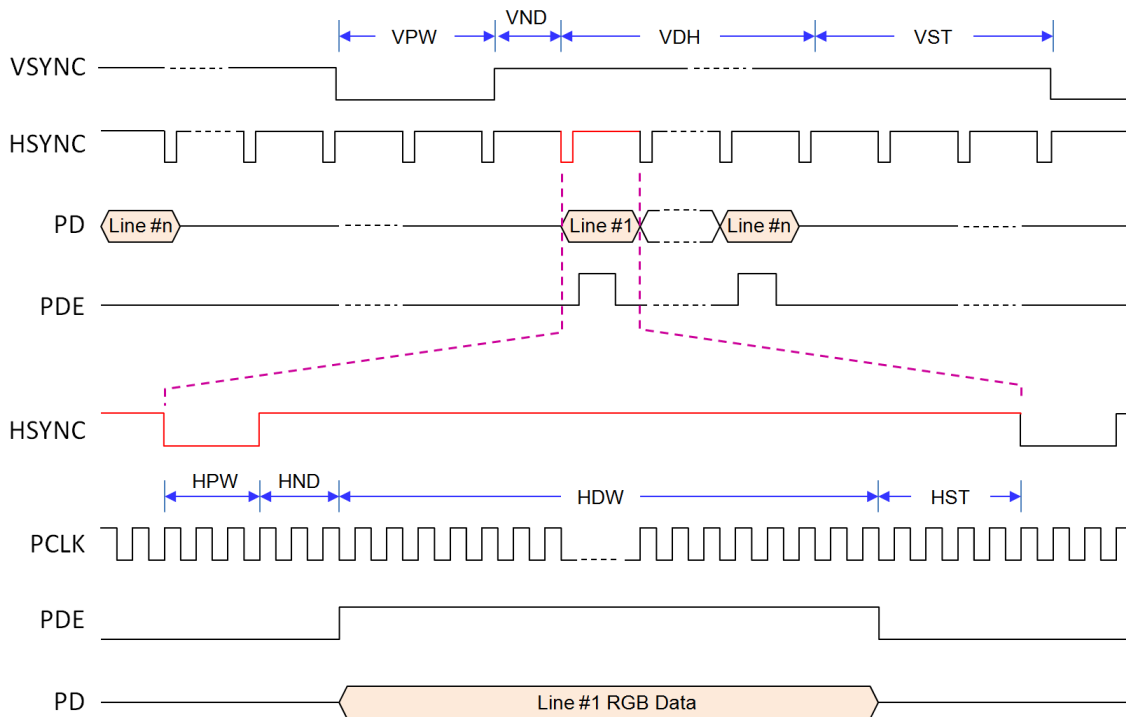 VND
VPW
VDH
VST
VSYNC
HSYNC
PD
Line #n
Line #1
Line #n
PDE
HSYNC
HPW
HND
HDW
HST
PCLK
PDE
PD
Line #1 RGB Data